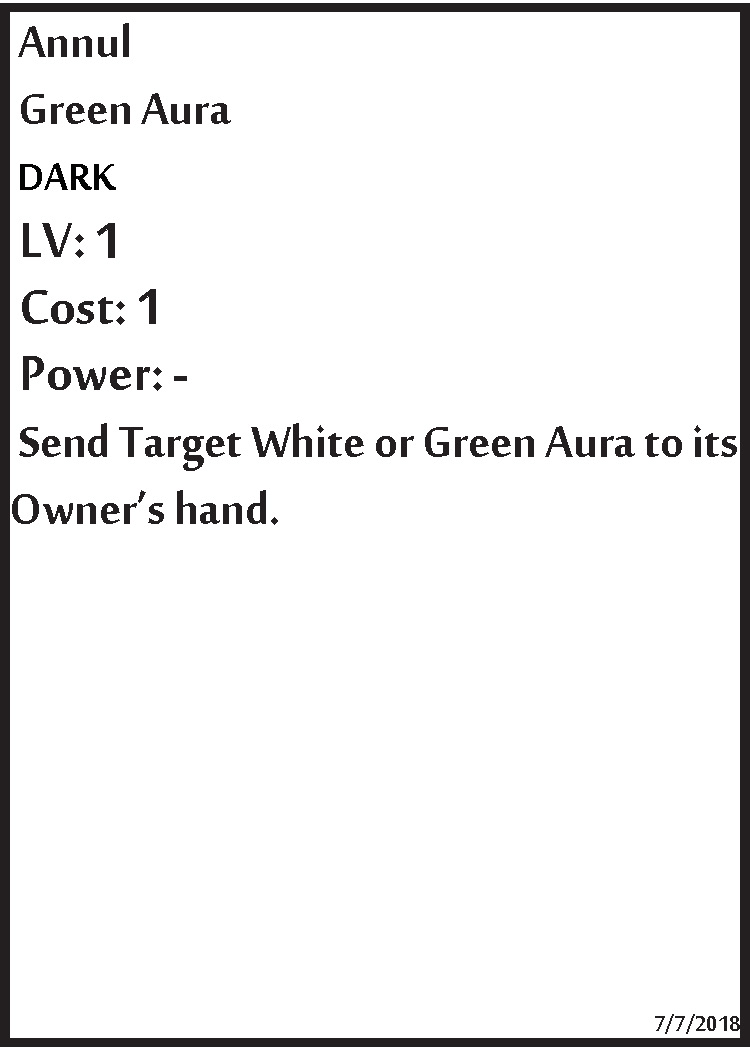 Annul
Green Aura
DARK
LV: 1
Cost: 1
Power: -
Send Target White or Green Aura to its
Owner’s hand.
7/7/2018